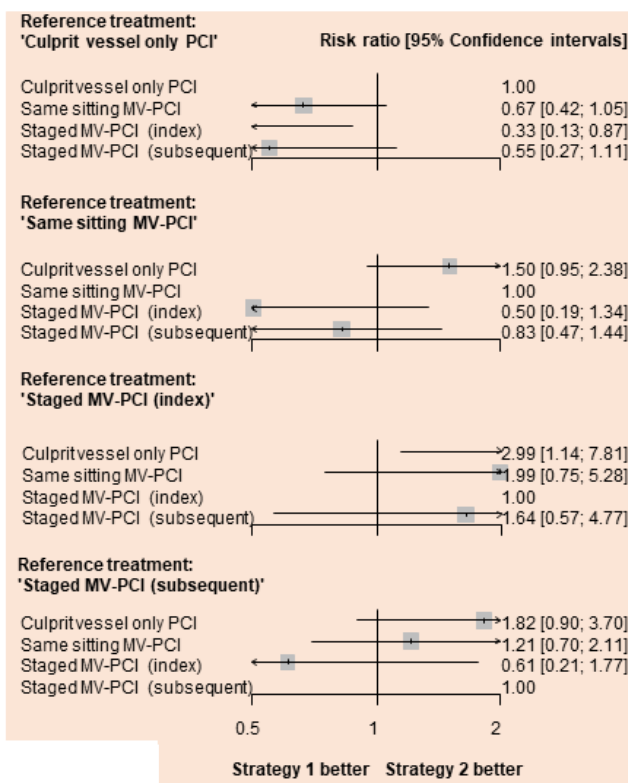 Reference treatment:
'Culprit vessel only PCI' Risk ratio [95% Confidence intervals]
Culprit vessel only PCI 1.00
Same sitting MV-PCI 0.67 [0.42; 1.05]
Staged MV-PCI (index) 0.33 [0.13; 0.87]
Staged MV-PCI (subsequent) 0.55 [0.27; 1.11]
Reference treatment:
'Same sitting MV-PCI'
Culprit vessel only PCI 1.50 [0.95; 2.38]
Same sitting MV-PCI 1.00
Staged MV-PCI (index) 0.50 [0.19; 1.34]
Staged MV-PCI (subsequent) 0.83 [0.47; 1.44]
Reference treatment:
'Staged MV-PCI (index)'
Culprit vessel only PCI 2.99 [1.14; 7.81]
Same sitting MV-PCI 1.99 [0.75; 5.28]
Staged MV-PCI (index) 1.00
Staged MV-PCI (subsequent) 1.64 [0.57; 4.77]
Reference treatment:
'Staged MV-PCI (subsequent)'
Culprit vessel only PCI 1.82 [0.90; 3.70]
Same sitting MV-PCI 1.21 [0.70; 2.11]
Staged MV-PCI (index) 0.61 [0.21; 1.77]
Staged MV-PCI (subsequent) 1.00
0.5 1 2
Strategy 1 better Strategy 2 better